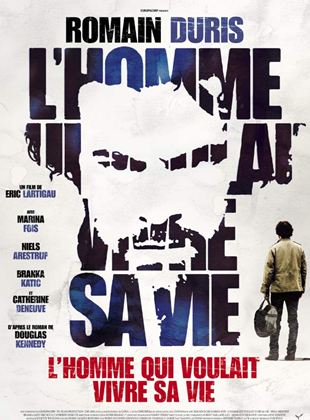 EUROPACORP
ROMAIN DURIS
L'HOMME
SA VIE
UN FILM DE
ERIC LARTIGAU
AVEC
MARINA
FOÏS
NIELS
ARESTRUP
BRANKA
KATIC
ET
CATHERINE
DENEUVE
D'APRÈS LE ROMAN DE
DOUGLAS
KENNEDY
L'HOMME QUI VOULAIT
VIVRE SA VIE